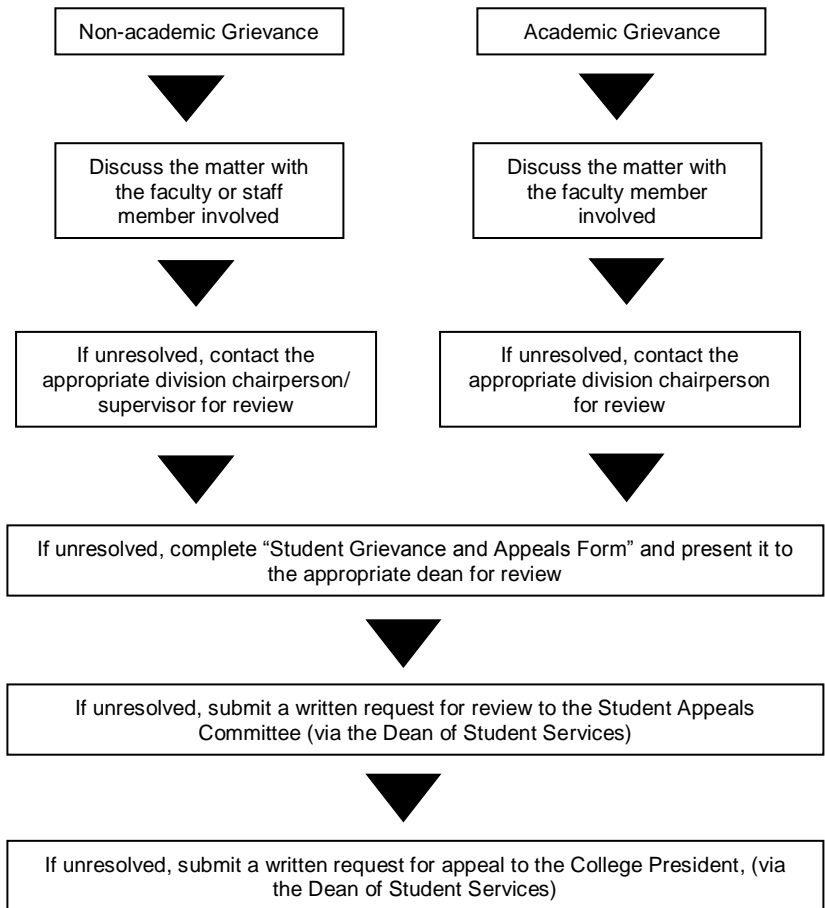 Non-academic Grievance
Academic Grievance
Discuss the matter with
the faculty or staff
member involved
Discuss the matter with
the faculty member
involved
If unresolved, contact the
appropriate division chairperson/
supervisor for review
If unresolved, contact the
appropriate division chairperson
for review
If unresolved, complete “Student Grievance and Appeals Form” and present it to
the appropriate dean for review
If unresolved, submit a written request for review to the Student Appeals
Committee (via the Dean of Student Services)
If unresolved, submit a written request for appeal to the College President, (via
the Dean of Student Services)